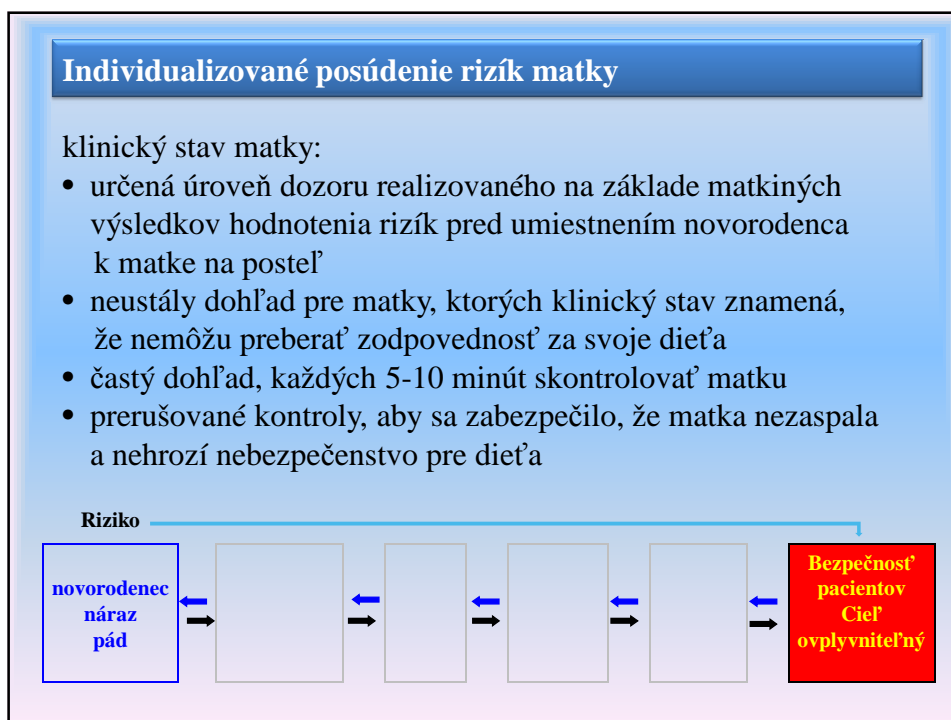 Individualizované posúdenie rizík matky
klinický stav matky:
• určená úroveň dozoru realizovaného na základe matkiných
výsledkov hodnotenia rizík pred umiestnením novorodenca
k matke na posteľ
• neustály dohľad pre matky, ktorých klinický stav znamená,
že nemôžu preberať zodpovednosť za svoje dieťa
• častý dohľad, každých 5-10 minút skontrolovať matku
• prerušované kontroly, aby sa zabezpečilo, že matka nezaspala
a nehrozí nebezpečenstvo pre dieťa
Riziko
novorodenec
náraz
pád
Bezpečnosť
pacientov
Cieľ
ovplyvniteľný